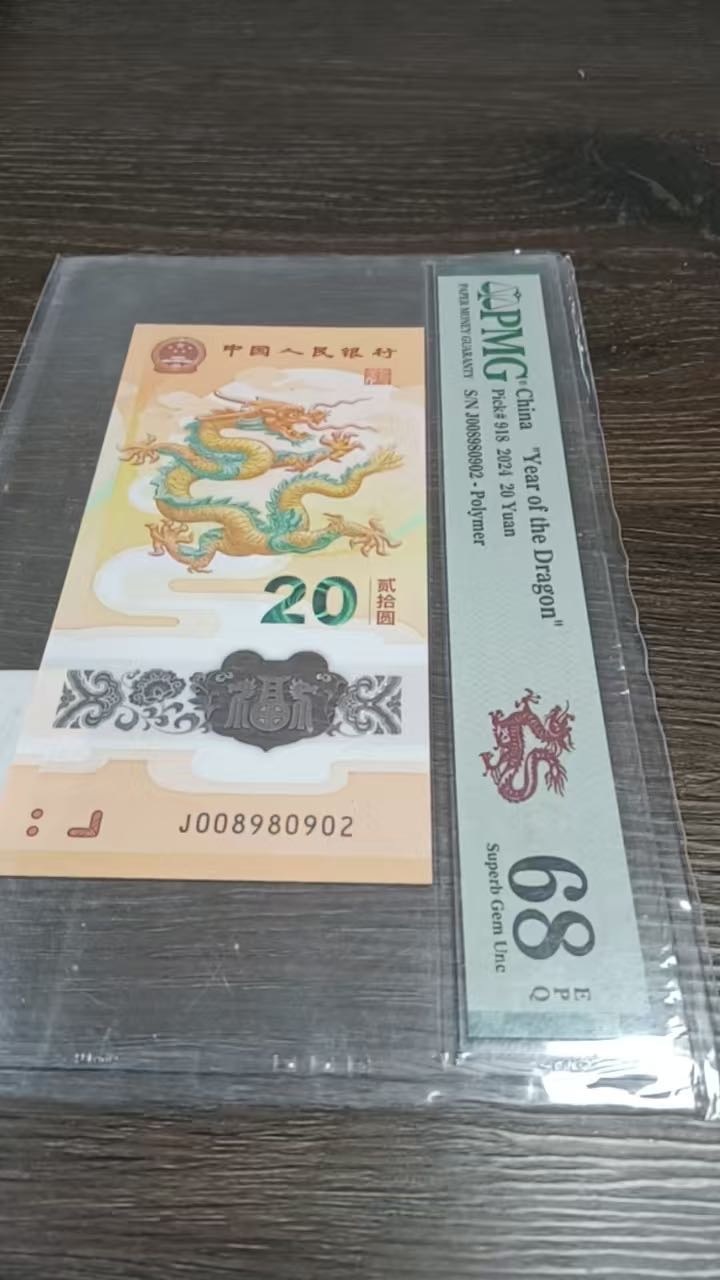 中国人民银行
20
贰拾圆
J008980902
PMG®
PAPER MONEY GUARANTY
China "Year of the Dragon"
Pick# 918 2024 20 Yuan
S/N J008980902 - Polymer
68
EPQ
Superb Gem Unc